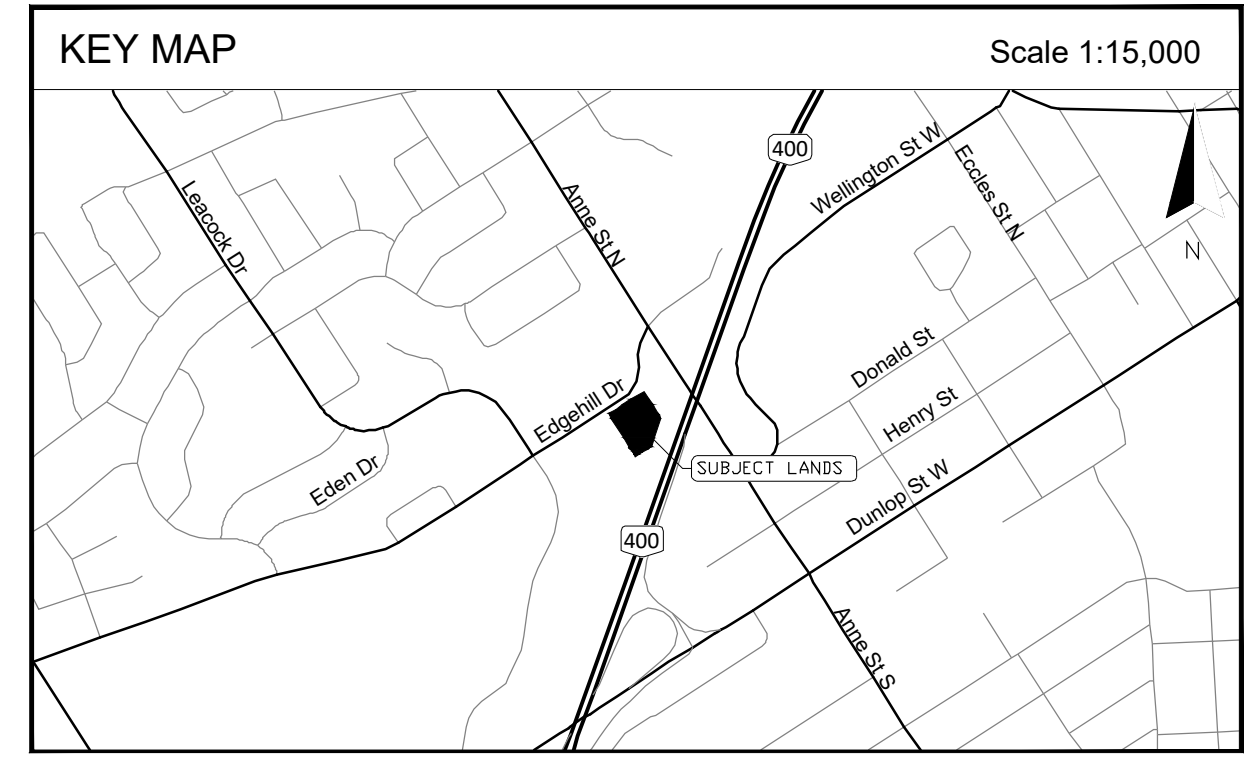 KEY MAP
Scale 1:15,000
400
Wellington St W
Eccles St N
Leacock Dr
Anne St N
N
Donald St
Edgehill Dr
Henry St
SUBJECT LANDS
Eden Dr
Dunlop St W
400
Anne St S